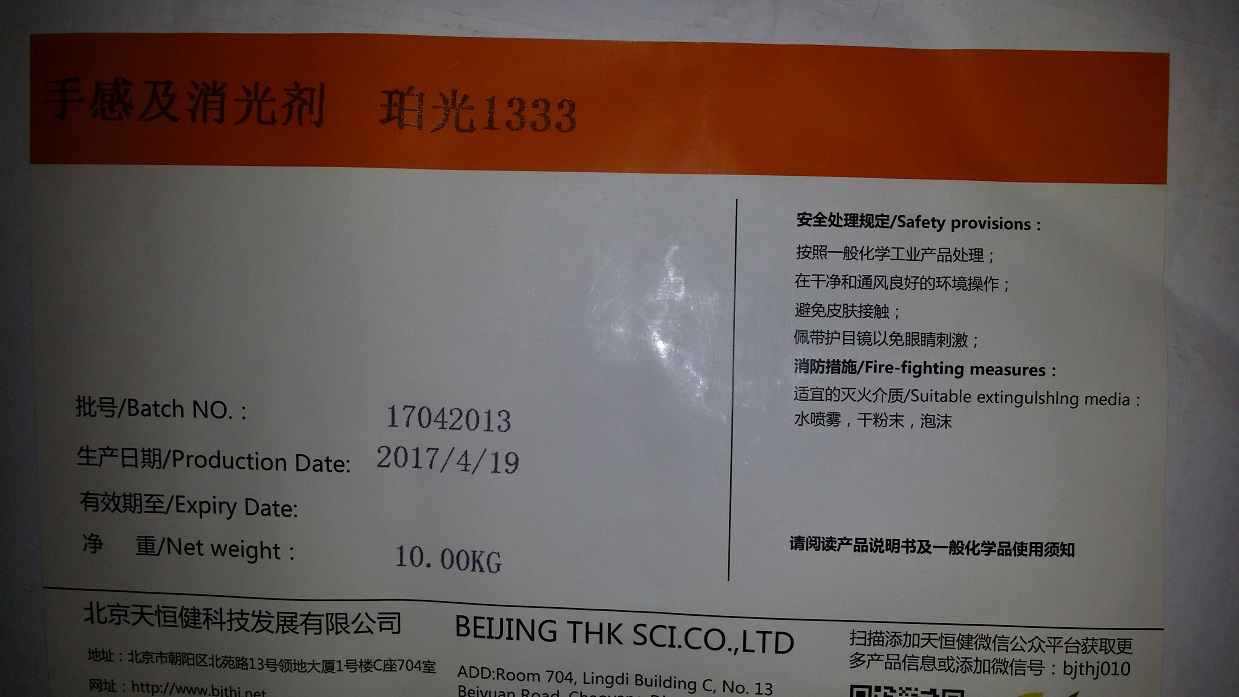 手感及消光剂 珀光1333
安全处理规定/Safety provisions：
按照一般化学工业产品处理；
在干净和通风良好的环境操作；
避免皮肤接触；
佩带护目镜以免眼睛刺激；
消防措施/Fire-fighting measures：
适宜的灭火介质/Suitable extingulshlng media：
水喷雾，干粉末，泡沫
请阅读产品说明书及一般化学品使用须知
批号/Batch NO.： 17042013
生产日期/Production Date: 2017/4/19
有效期至/Expiry Date:
净 重/Net weight： 10.00KG
北京天恒健科技发展有限公司
地址：北京市朝阳区北苑路13号领地大厦1号楼C座704室
网址：http://www.bjthj.net
BEIJING THK SCI.CO.,LTD
ADD:Room 704, Lingdi Building C, No. 13
Beiyuan Road, Chaoyang
扫描添加天恒健微信公众平台获取更
多产品信息或添加微信号：bjthj010